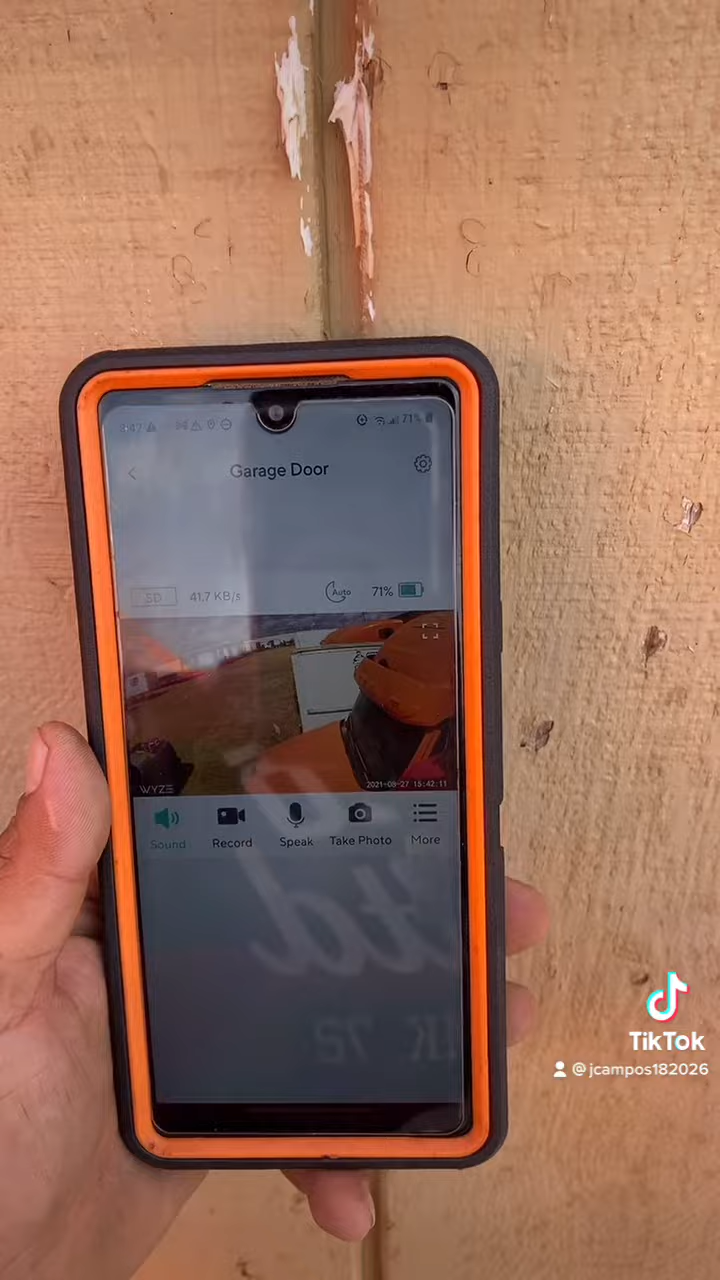 71%
Garage Door
SD 41.7 KB/s Auto 71%
WYZE 2021-08-27 15:42:11
Sound Record Speak Take Photo More
TikTok
@jcampos182026